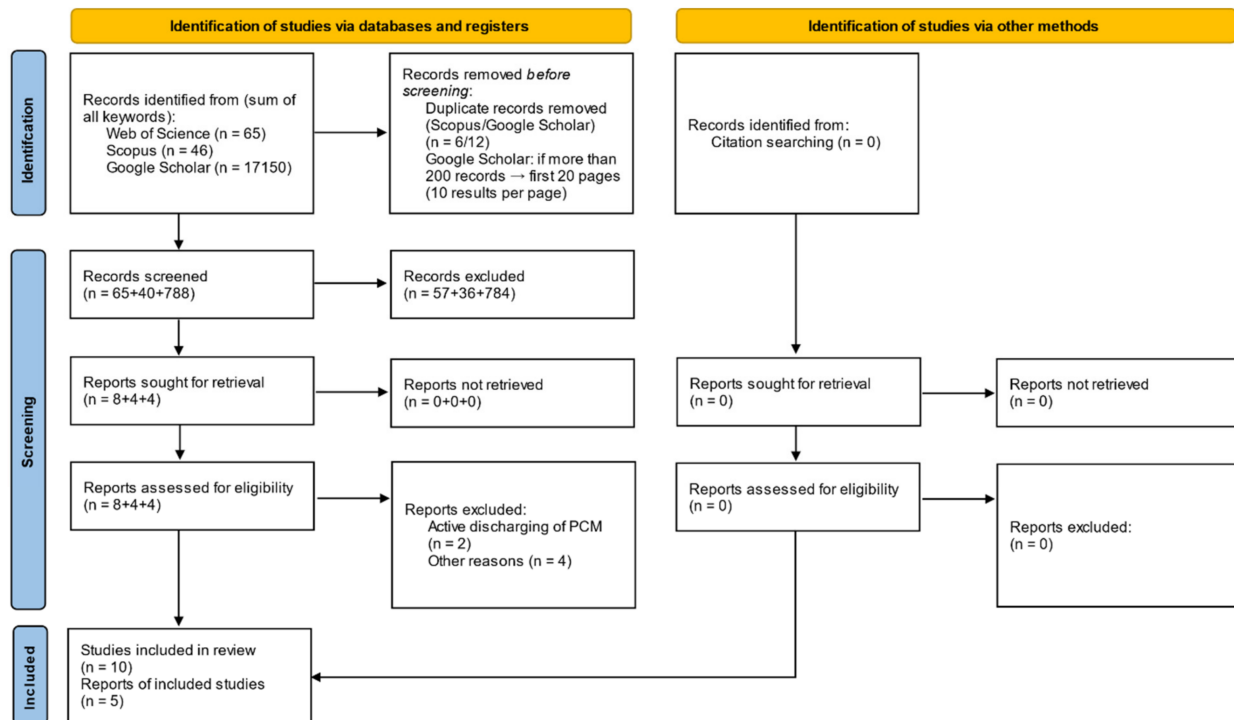 Identification of studies via databases and registers
Identification of studies via other methods
Identifcation
Records identified from (sum of
all keywords):
Web of Science (n = 65)
Scopus (n = 46)
Google Scholar (n = 17150)
Records removed before
screening:
Duplicate records removed
(Scopus/Google Scholar)
(n = 6/12)
Google Scholar: if more than
200 records → first 20 pages
(10 results per page)
Records identified from:
Citation searching (n = 0)
Screening
Records screened
(n = 65+40+788)
Records excluded
(n = 57+36+784)
Reports sought for retrieval
(n = 8+4+4)
Reports not retrieved
(n = 0+0+0)
Reports sought for retrieval
(n = 0)
Reports not retrieved
(n = 0)
Reports assessed for eligibility
(n = 8+4+4)
Reports excluded:
Active discharging of PCM
(n = 2)
Other reasons (n = 4)
Reports assessed for eligibility
(n = 0)
Reports excluded:
(n = 0)
Included
Studies included in review
(n = 10)
Reports of included studies
(n = 5)